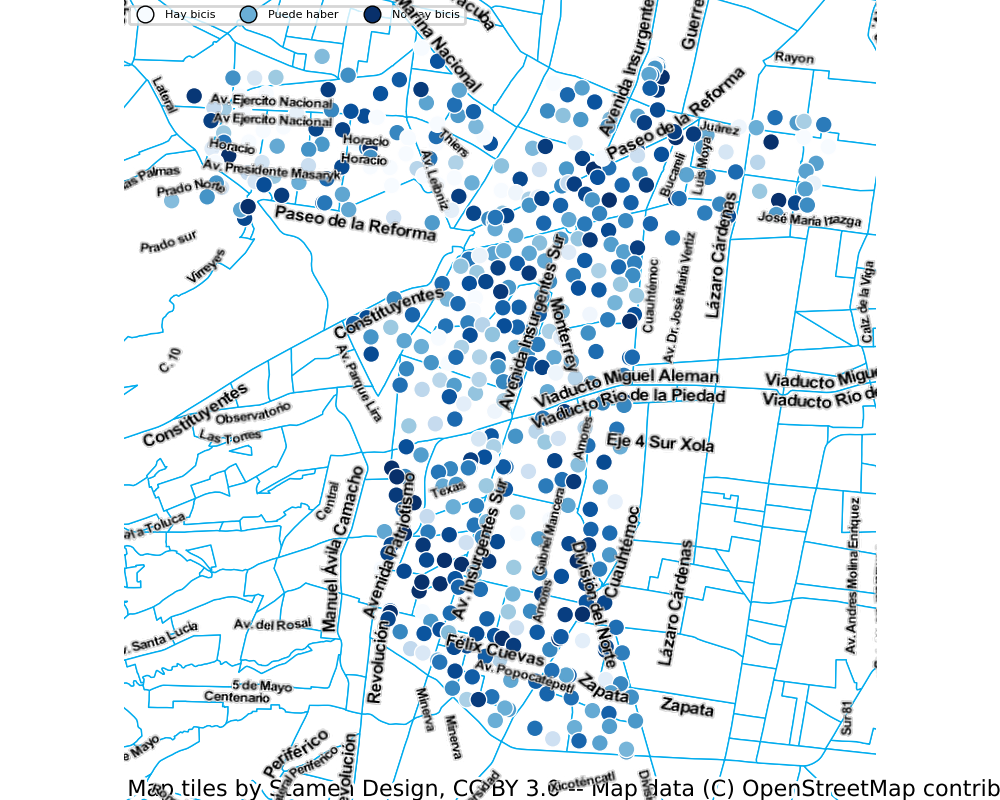 Hay bicis Puede haber No hay bicis
Marina Nacional
Tacuba
Avenida Insurgente
Guerre
Rayon
Lateral
Av. Ejercito Nacional
Av Ejercito Nacional
Paseo de la Reforma
Juárez
Horacio
Horacio
Horacio
Thiers
Av. Leibniz
Bucareli
Luis Moya
as Palmas
Av. Presidente Masaryk
Prado Norte
Paseo de la Reforma
José María Izazga
Prado sur
Virreyes
Lázaro Cárdenas
Cuauhtémoc
Av. Dr. José María Vertiz
Calz. de la Viga
Constituyentes
Avenida Insurgentes Sur
Monterrey
C. 10
Av. Parque Lira
Viaducto Miguel Aleman
Viaducto Migue
Viaducto Rio de la Piedad
Viaducto Rio de
Constituyentes
Observatorio
Las Torres
Amores
Eje 4 Sur Xola
Texas
Central
Manuel Ávila Camacho
Avenida Patriotismo
Av. Insurgentes Sur
Gabriel Mancera
Amores
División del Norte
Cuauhtémoc
Lázaro Cárdenas
Av. Andres Molina Enriquez
ta-Toluca
. Santa Lucia
Av. del Rosal
Revolución
Félix Cuevas
Av. Popocatepetl
Zapata
Zapata
5 de Mayo
Centenario
Minerva
Minerva
Sur 81
e Mayo
Periférico
Periferico
evolución
Xicoténcatl
Map tiles by Stamen Design, CC BY 3.0 -- Map data (C) OpenStreetMap contrib